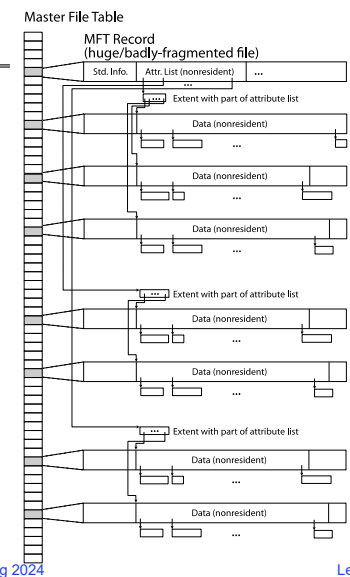 Master File Table
MFT Record
(huge/badly-fragmented file)
Std. Info. Attr. List (nonresident) ...
...
... Extent with part of attribute list
Data (nonresident)
...
Data (nonresident)
...
Data (nonresident)
...
... Extent with part of attribute list
Data (nonresident)
...
Data (nonresident)
...
... Extent with part of attribute list
Data (nonresident)
...
Data (nonresident)
...
g 2024 Le